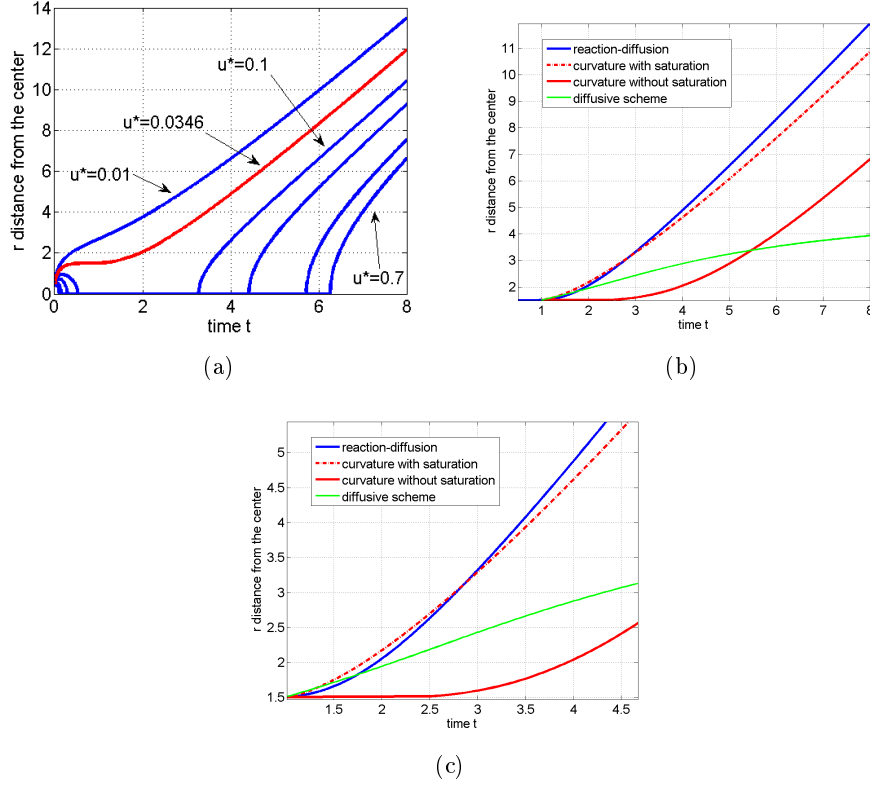 14
12
10
8
6
4
2
0
r distance from the center
u*=0.1
u*=0.0346
u*=0.01
u*=0.7
0 2 4 6 8
time t
(a)
11
10
9
8
7
6
5
4
3
2
r distance from the center
reaction-diffusion
curvature with saturation
curvature without saturation
diffusive scheme
1 2 3 4 5 6 7 8
time t
(b)
5
4.5
4
3.5
3
2.5
2
1.5
r distance from the center
reaction-diffusion
curvature with saturation
curvature without saturation
diffusive scheme
1.5 2 2.5 3 3.5 4 4.5
time t
(c)